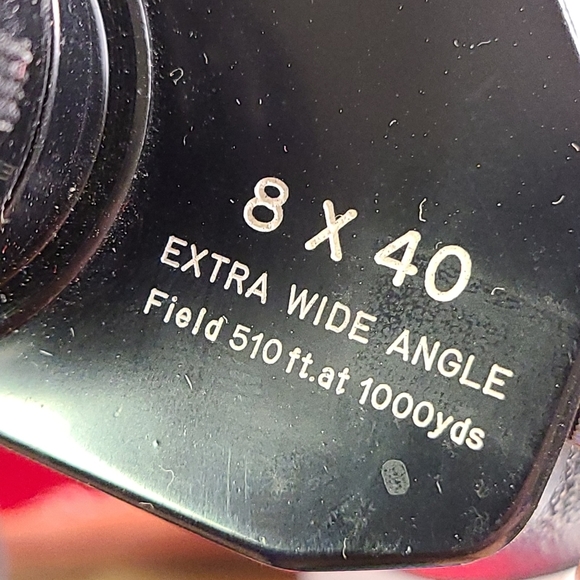 8 X 40
EXTRA WIDE ANGLE
Field 510 ft. at 1000yds